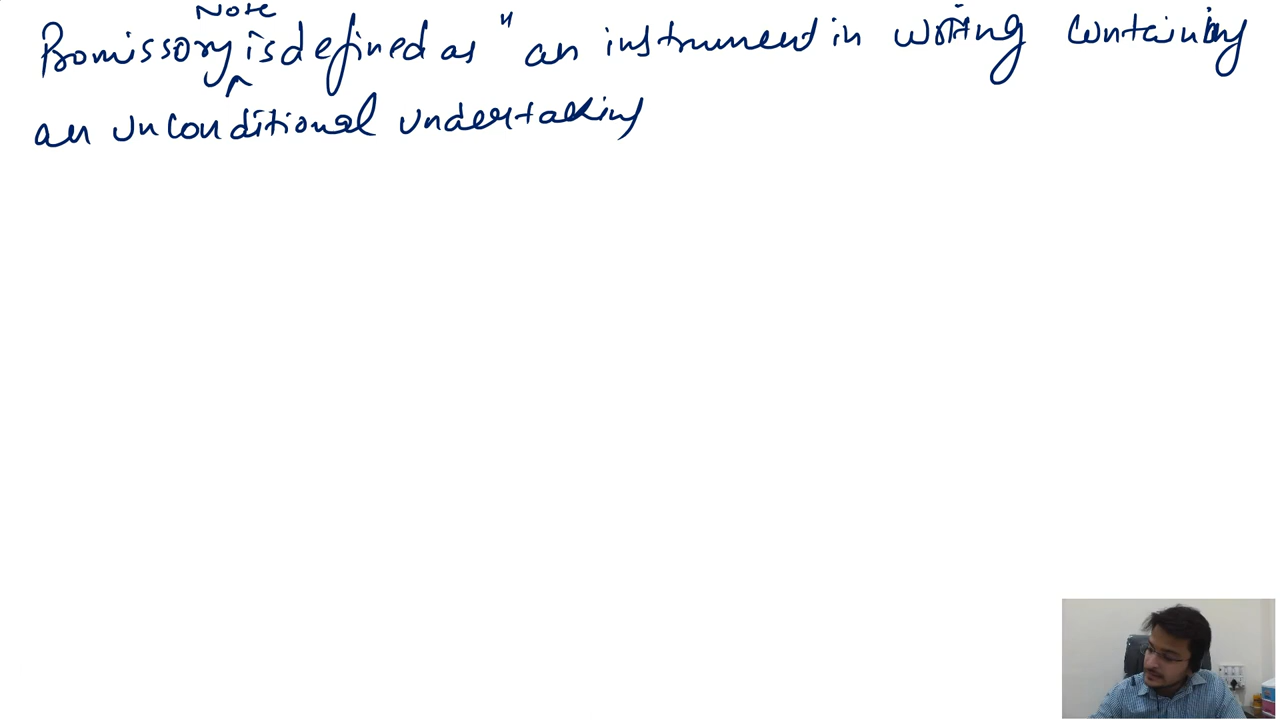 Promissory Note is defined as " an instrument in writing containing
an unconditional undertaking